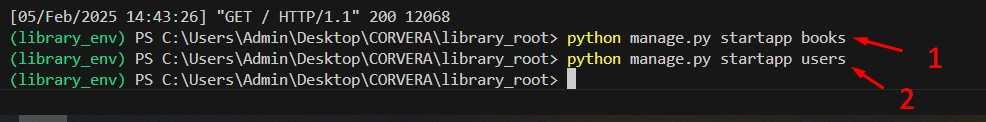 [05/Feb/2025 14:43:26] "GET / HTTP/1.1" 200 12068
(library_env) PS C:\Users\Admin\Desktop\CORVERA\library_root> python manage.py startapp books
1
(library_env) PS C:\Users\Admin\Desktop\CORVERA\library_root> python manage.py startapp users
(library_env) PS C:\Users\Admin\Desktop\CORVERA\library_root>
2